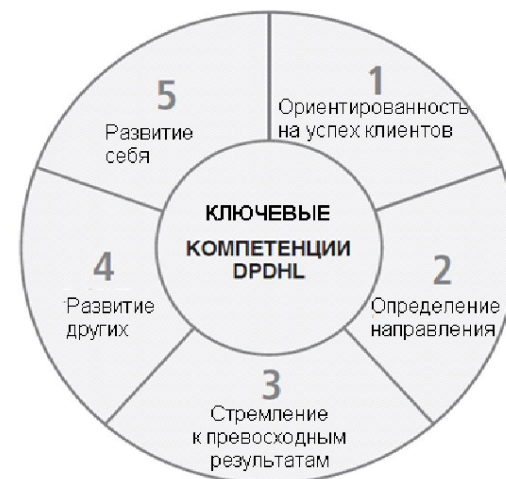 1
Ориентированность
на успех клиентов
2
Определение
направления
3
Стремление
к превосходным
результатам
4
Развитие
других
5
Развитие
себя
КЛЮЧЕВЫЕ
КОМПЕТЕНЦИИ
DPDHL